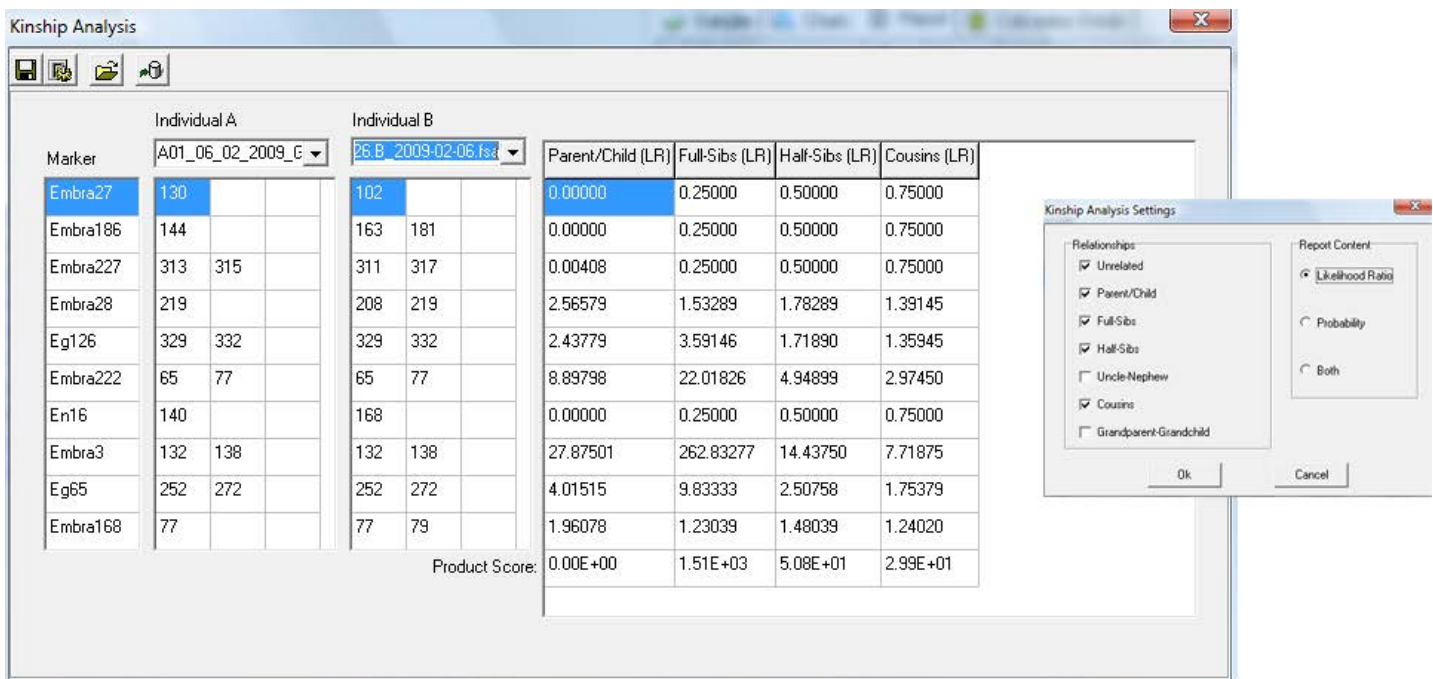 Kinship Analysis
Individual A Individual B
Marker A01_06_02_2009_G 26.B_2009-02-06.fsa Parent/Child (LR) Full-Sibs (LR) Half-Sibs (LR) Cousins (LR)
Embra27 130 102 0.00000 0.25000 0.50000 0.75000
Embra186 144 163 181 0.00000 0.25000 0.50000 0.75000
Embra227 313 315 311 317 0.00408 0.25000 0.50000 0.75000
Embra28 219 208 219 2.56579 1.53289 1.78289 1.39145
Eg126 329 332 329 332 2.43779 3.59146 1.71890 1.35945
Embra222 65 77 65 77 8.89798 22.01826 4.94899 2.97450
En16 140 168 0.00000 0.25000 0.50000 0.75000
Embra3 132 138 132 138 27.87501 262.83277 14.43750 7.71875
Eg65 252 272 252 272 4.01515 9.83333 2.50758 1.75379
Embra168 77 77 79 1.96078 1.23039 1.48039 1.24020
Product Score: 0.00E+00 1.51E+03 5.08E+01 2.99E+01
Kinship Analysis Settings
Relationships
Unrelated
Parent/Child
Full-Sibs
Half-Sibs
Uncle-Nephew
Cousins
Grandparent-Grandchild
Report Content
Likelihood Ratio
Probability
Both
Ok Cancel